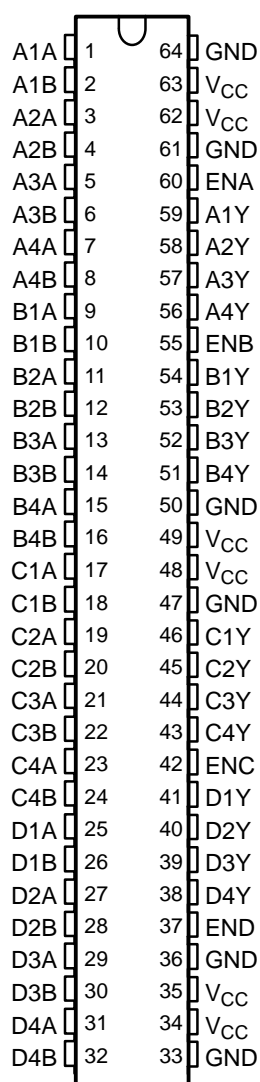 A1A 1 64 GND
A1B 2 63 VCC
A2A 3 62 VCC
A2B 4 61 GND
A3A 5 60 ENA
A3B 6 59 A1Y
A4A 7 58 A2Y
A4B 8 57 A3Y
B1A 9 56 A4Y
B1B 10 55 ENB
B2A 11 54 B1Y
B2B 12 53 B2Y
B3A 13 52 B3Y
B3B 14 51 B4Y
B4A 15 50 GND
B4B 16 49 VCC
C1A 17 48 VCC
C1B 18 47 GND
C2A 19 46 C1Y
C2B 20 45 C2Y
C3A 21 44 C3Y
C3B 22 43 C4Y
C4A 23 42 ENC
C4B 24 41 D1Y
D1A 25 40 D2Y
D1B 26 39 D3Y
D2A 27 38 D4Y
D2B 28 37 END
D3A 29 36 GND
D3B 30 35 VCC
D4A 31 34 VCC
D4B 32 33 GND